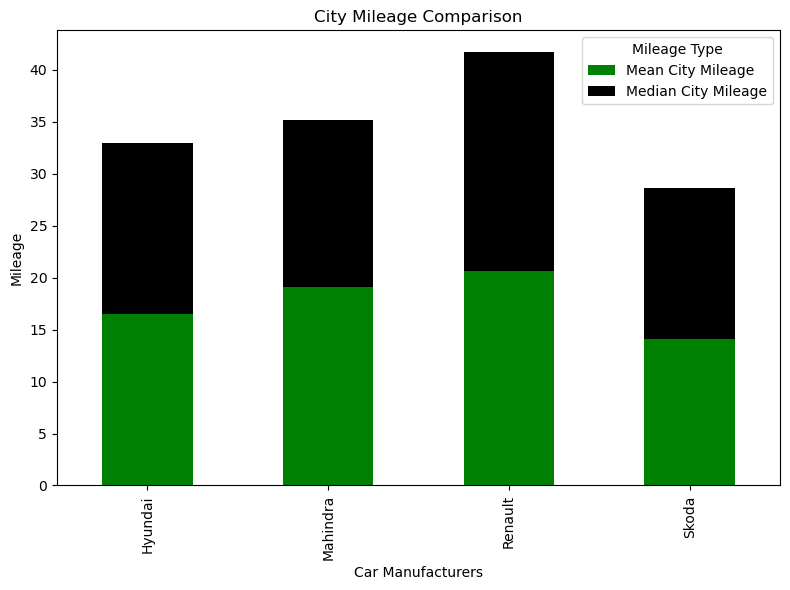 City Mileage Comparison
Mileage Type
Mean City Mileage
Median City Mileage
Mileage
40
35
30
25
20
15
10
5
0
Hyundai
Mahindra
Renault
Skoda
Car Manufacturers